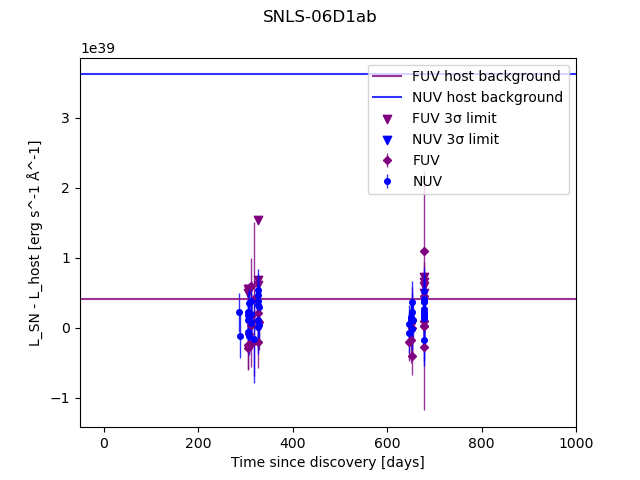 SNLS-06D1ab
1e39
FUV host background
NUV host background
FUV 3σ limit
NUV 3σ limit
FUV
NUV
3
2
1
0
−1
L_SN - L_host [erg s^-1 Å^-1]
0 200 400 600 800 1000
Time since discovery [days]